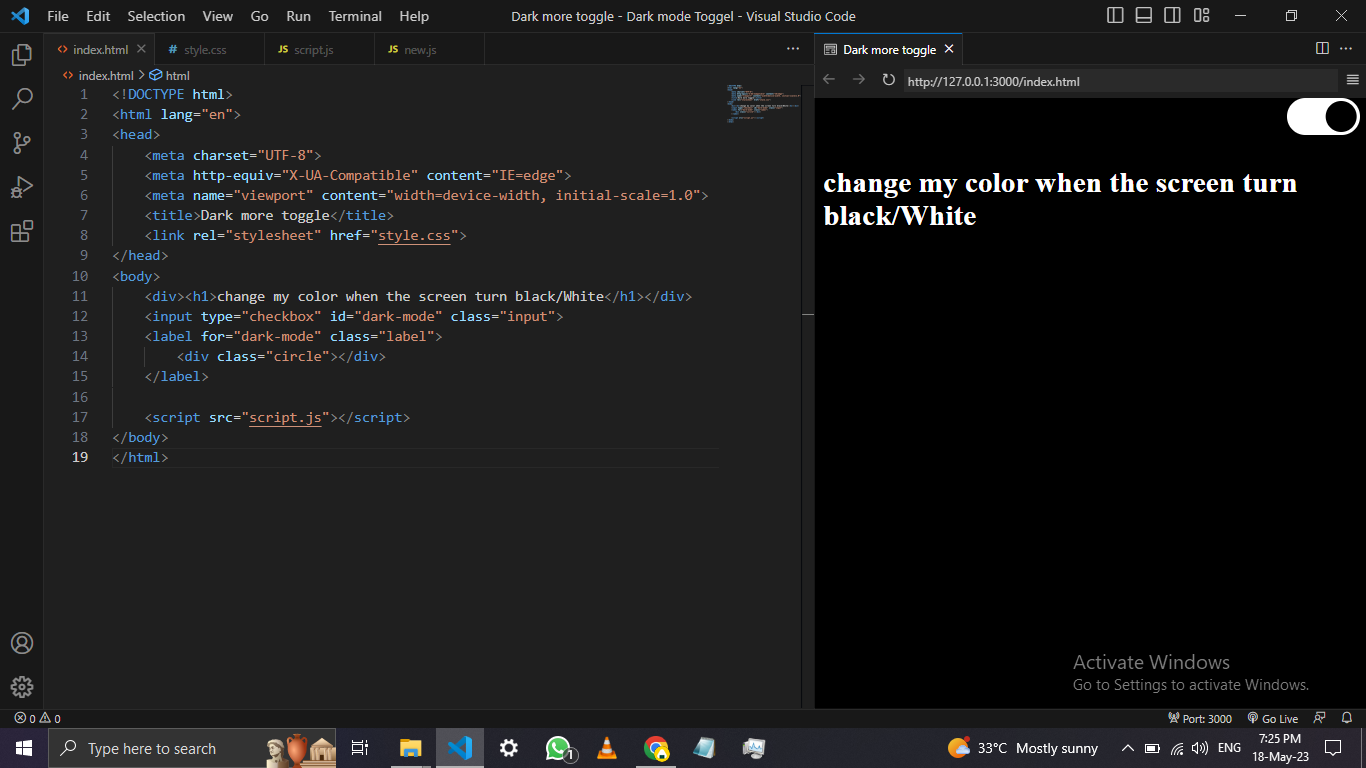 File Edit Selection View Go Run Terminal Help
Dark more toggle - Dark mode Toggel - Visual Studio Code
index.html
style.css
JS script.js
JS new.js
Dark more toggle
index.html > html
http://127.0.0.1:3000/index.html
1 <!DOCTYPE html>
2 <html lang="en">
3 <head>
4 <meta charset="UTF-8">
5 <meta http-equiv="X-UA-Compatible" content="IE=edge">
6 <meta name="viewport" content="width=device-width, initial-scale=1.0">
7 <title>Dark more toggle</title>
8 <link rel="stylesheet" href="style.css">
9 </head>
10 <body>
11 <div><h1>change my color when the screen turn black/White</h1></div>
12 <input type="checkbox" id="dark-mode" class="input">
13 <label for="dark-mode" class="label">
14 <div class="circle"></div>
15 </label>
16
17 <script src="script.js"></script>
18 </body>
19 </html>
change my color when the screen turn
black/White
Activate Windows
Go to Settings to activate Windows.
0 0
Port: 3000
Go Live
Type here to search
1
33°C Mostly sunny
ENG
7:25 PM
18-May-23